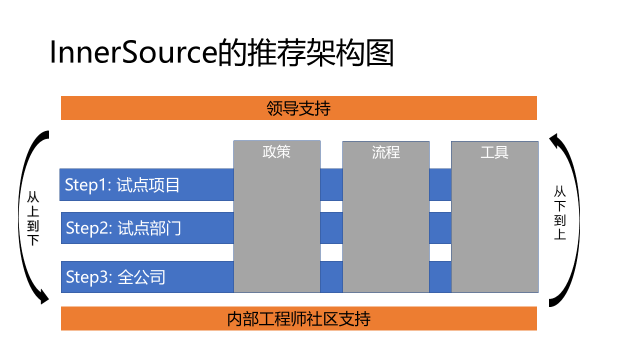 InnerSource的推荐架构图
领导支持
政策
流程
工具
Step1: 试点项目
Step2: 试点部门
Step3: 全公司
从上到下
从下到上
内部工程师社区支持